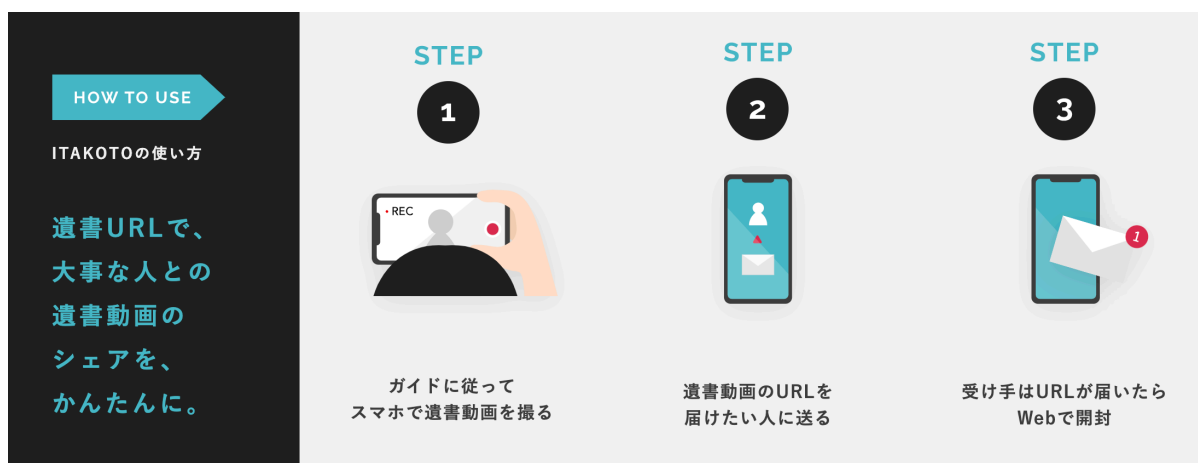 HOW TO USE
ITAKOTOの使い方
遺書URLで、
大事な人との
遺書動画の
シェアを、
かんたんに。
STEP
1
REC
ガイドに従って
スマホで遺書動画を撮る
STEP
2
遺書動画のURLを
届けたい人に送る
STEP
3
1
受け手はURLが届いたら
Webで開封